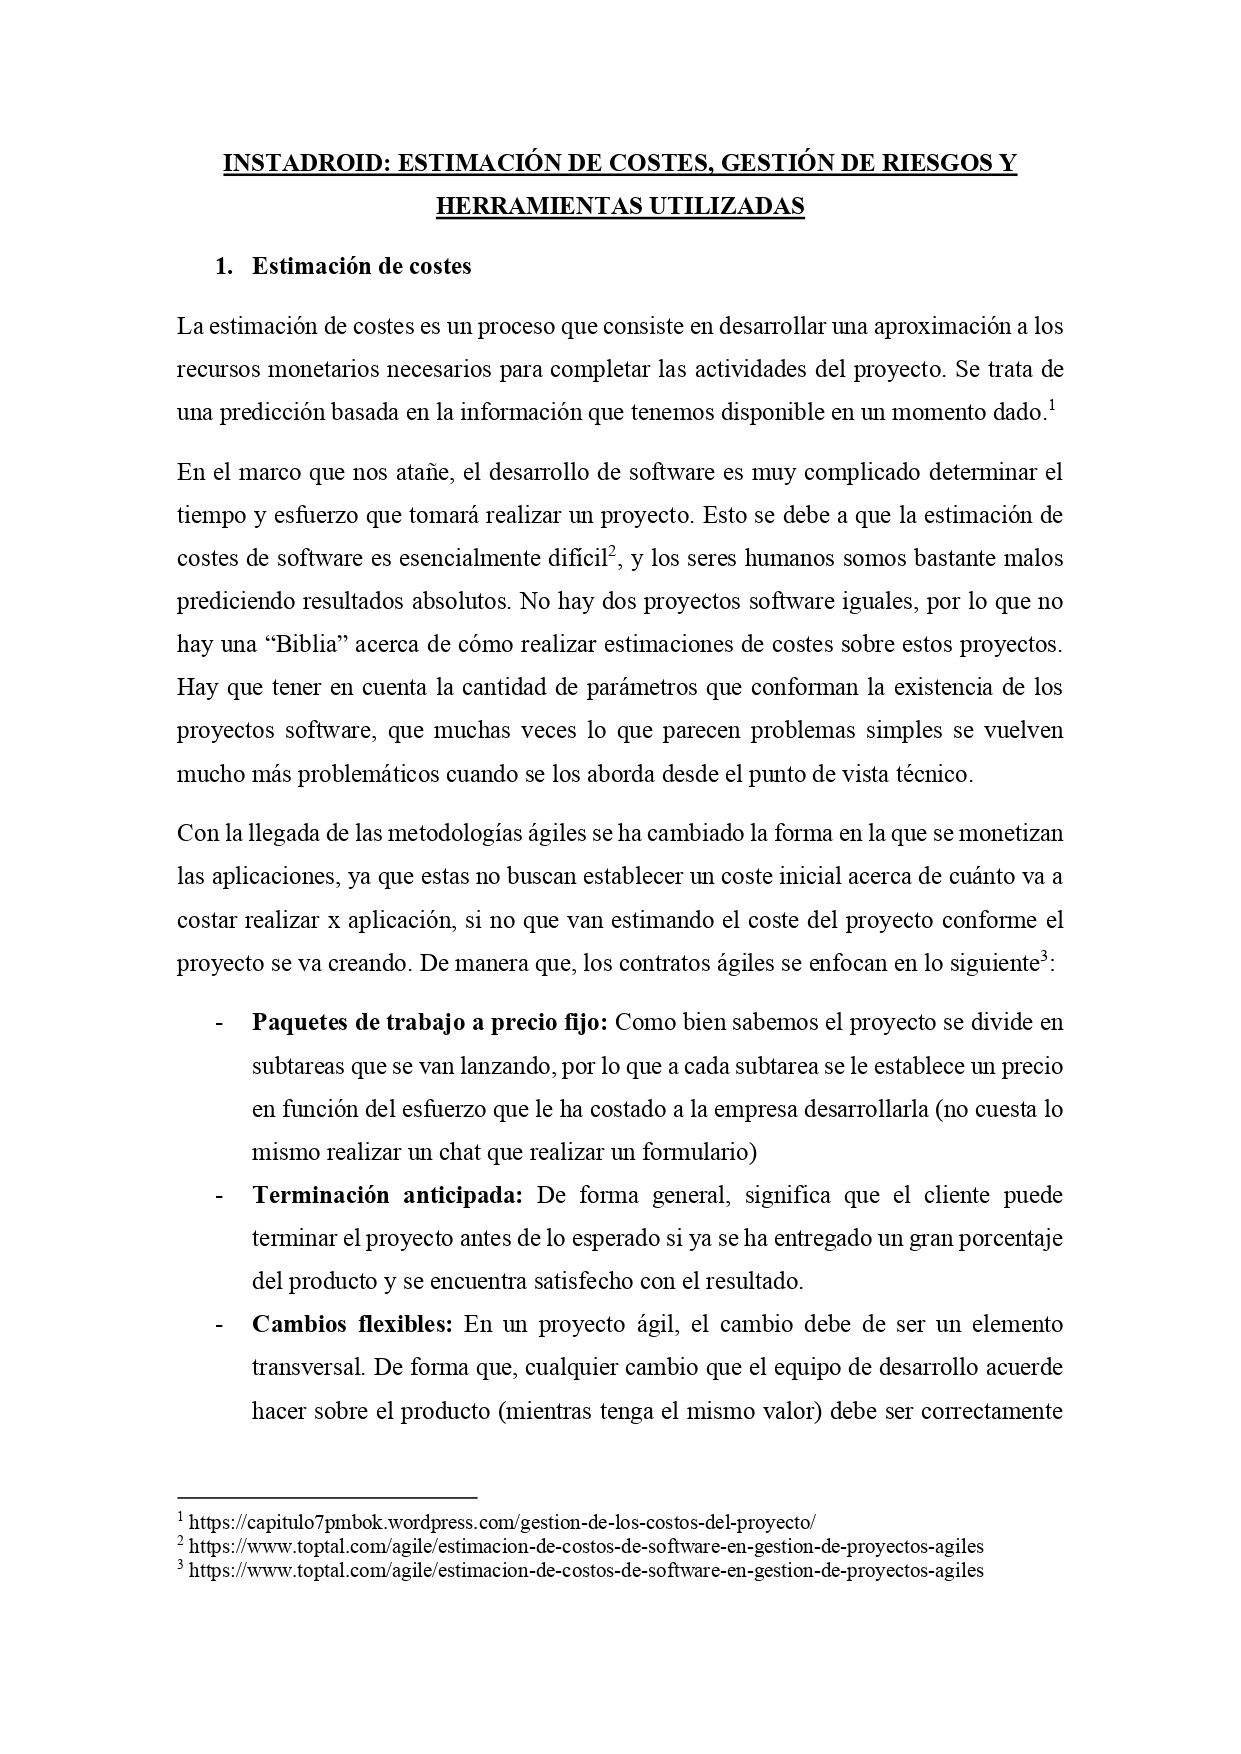 INSTADROID: ESTIMACIÓN DE COSTES, GESTIÓN DE RIESGOS Y
HERRAMIENTAS UTILIZADAS
1. Estimación de costes
La estimación de costes es un proceso que consiste en desarrollar una aproximación a los
recursos monetarios necesarios para completar las actividades del proyecto. Se trata de
una predicción basada en la información que tenemos disponible en un momento dado.1
En el marco que nos atañe, el desarrollo de software es muy complicado determinar el
tiempo y esfuerzo que tomará realizar un proyecto. Esto se debe a que la estimación de
costes de software es esencialmente difícil2, y los seres humanos somos bastante malos
prediciendo resultados absolutos. No hay dos proyectos software iguales, por lo que no
hay una “Biblia” acerca de cómo realizar estimaciones de costes sobre estos proyectos.
Hay que tener en cuenta la cantidad de parámetros que conforman la existencia de los
proyectos software, que muchas veces lo que parecen problemas simples se vuelven
mucho más problemáticos cuando se los aborda desde el punto de vista técnico.
Con la llegada de las metodologías ágiles se ha cambiado la forma en la que se monetizan
las aplicaciones, ya que estas no buscan establecer un coste inicial acerca de cuánto va a
costar realizar x aplicación, si no que van estimando el coste del proyecto conforme el
proyecto se va creando. De manera que, los contratos ágiles se enfocan en lo siguiente3:
- Paquetes de trabajo a precio fijo: Como bien sabemos el proyecto se divide en
subtareas que se van lanzando, por lo que a cada subtarea se le establece un precio
en función del esfuerzo que le ha costado a la empresa desarrollarla (no cuesta lo
mismo realizar un chat que realizar un formulario)
- Terminación anticipada: De forma general, significa que el cliente puede
terminar el proyecto antes de lo esperado si ya se ha entregado un gran porcentaje
del producto y se encuentra satisfecho con el resultado.
- Cambios flexibles: En un proyecto ágil, el cambio debe de ser un elemento
transversal. De forma que, cualquier cambio que el equipo de desarrollo acuerde
hacer sobre el producto (mientras tenga el mismo valor) debe ser correctamente
1 https://capitulo7pmbok.wordpress.com/gestion-de-los-costos-del-proyecto/
2 https://www.toptal.com/agile/estimacion-de-costos-de-software-en-gestion-de-proyectos-agiles
3 https://www.toptal.com/agile/estimacion-de-costos-de-software-en-gestion-de-proyectos-agiles